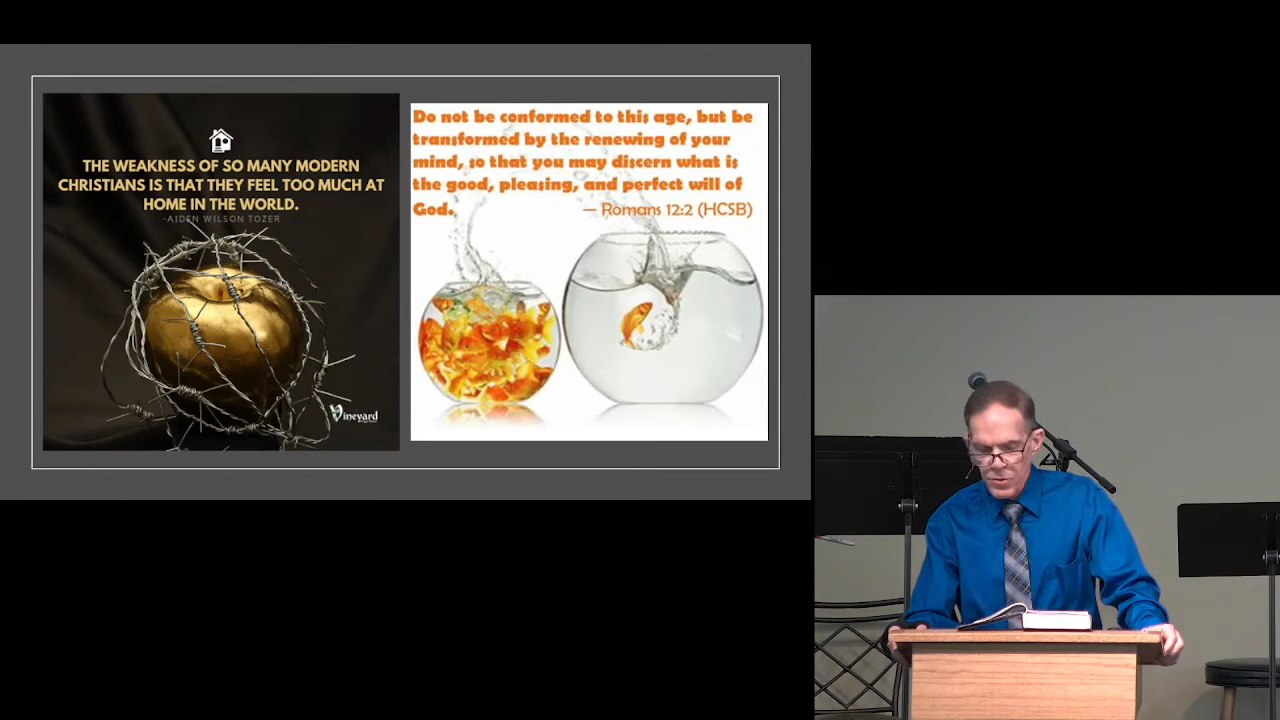 THE WEAKNESS OF SO MANY MODERN
CHRISTIANS IS THAT THEY FEEL TOO MUCH AT
HOME IN THE WORLD.
-AIDEN WILSON TOZER
Vineyard
Do not be conformed to this age, but be
transformed by the renewing of your
mind, so that you may discern what is
the good, pleasing, and perfect will of
God. — Romans 12:2 (HCSB)